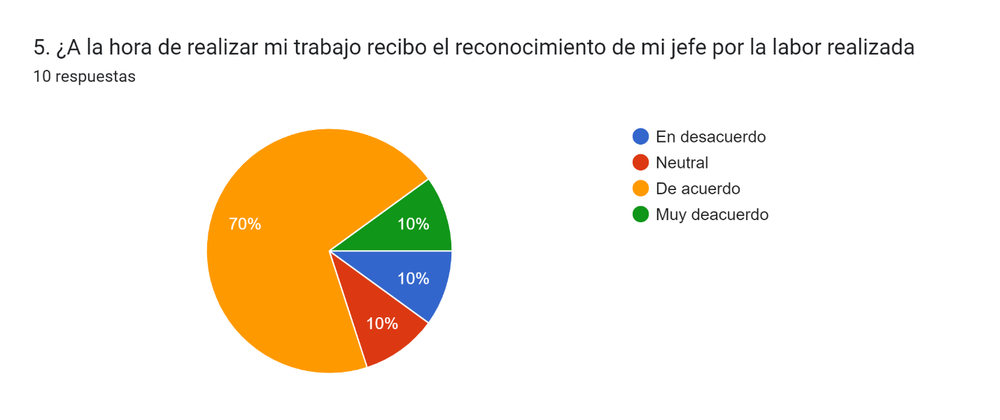 5. ¿A la hora de realizar mi trabajo recibo el reconocimiento de mi jefe por la labor realizada
10 respuestas
En desacuerdo
Neutral
De acuerdo
Muy deacuerdo
70%
10%
10%
10%